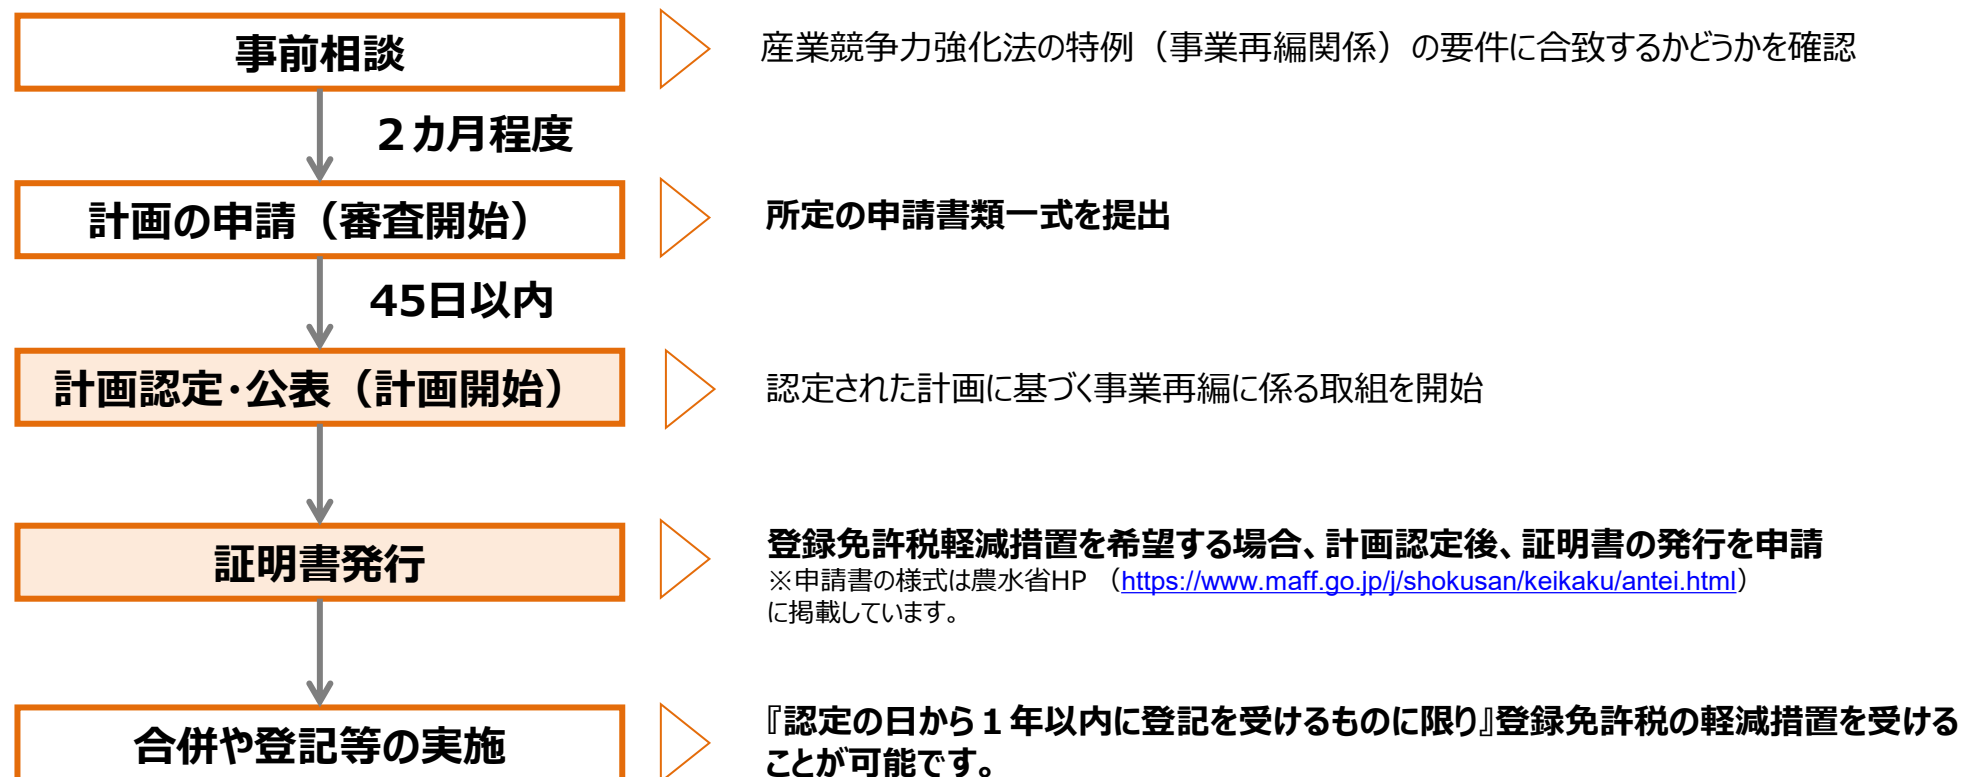 事前相談
産業競争力強化法の特例（事業再編関係）の要件に合致するかどうかを確認
２カ月程度
計画の申請（審査開始）
所定の申請書類一式を提出
45日以内
計画認定・公表（計画開始）
認定された計画に基づく事業再編に係る取組を開始
証明書発行
登録免許税軽減措置を希望する場合、計画認定後、証明書の発行を申請
※申請書の様式は農水省HP （https://www.maff.go.jp/j/shokusan/keikaku/antei.html）
に掲載しています。
合併や登記等の実施
『認定の日から１年以内に登記を受けるものに限り』登録免許税の軽減措置を受ける
ことが可能です。